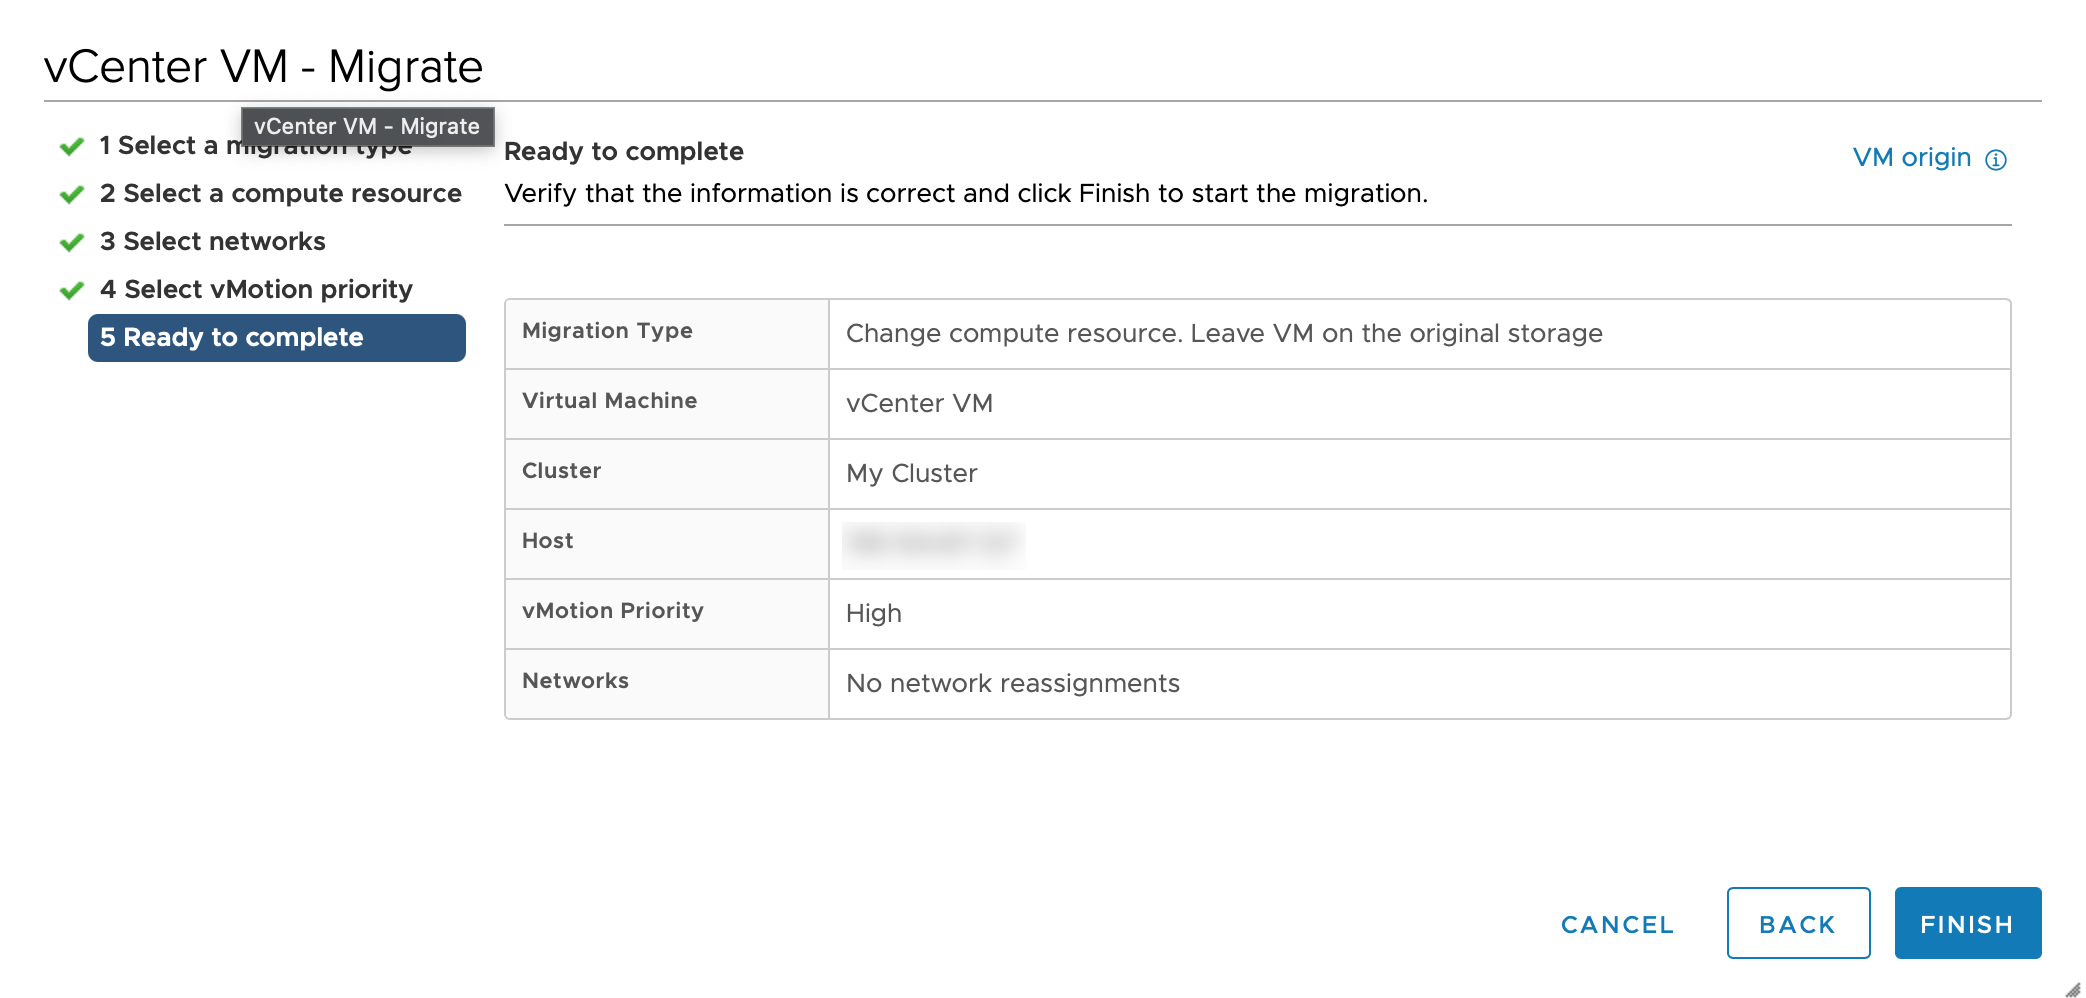 vCenter VM - Migrate
vCenter VM - Migrate
1 Select a migration type
2 Select a compute resource
3 Select networks
4 Select vMotion priority
5 Ready to complete
Ready to complete
VM origin
Verify that the information is correct and click Finish to start the migration.
Migration Type Change compute resource. Leave VM on the original storage
Virtual Machine vCenter VM
Cluster My Cluster
Host
vMotion Priority High
Networks No network reassignments
CANCEL BACK FINISH